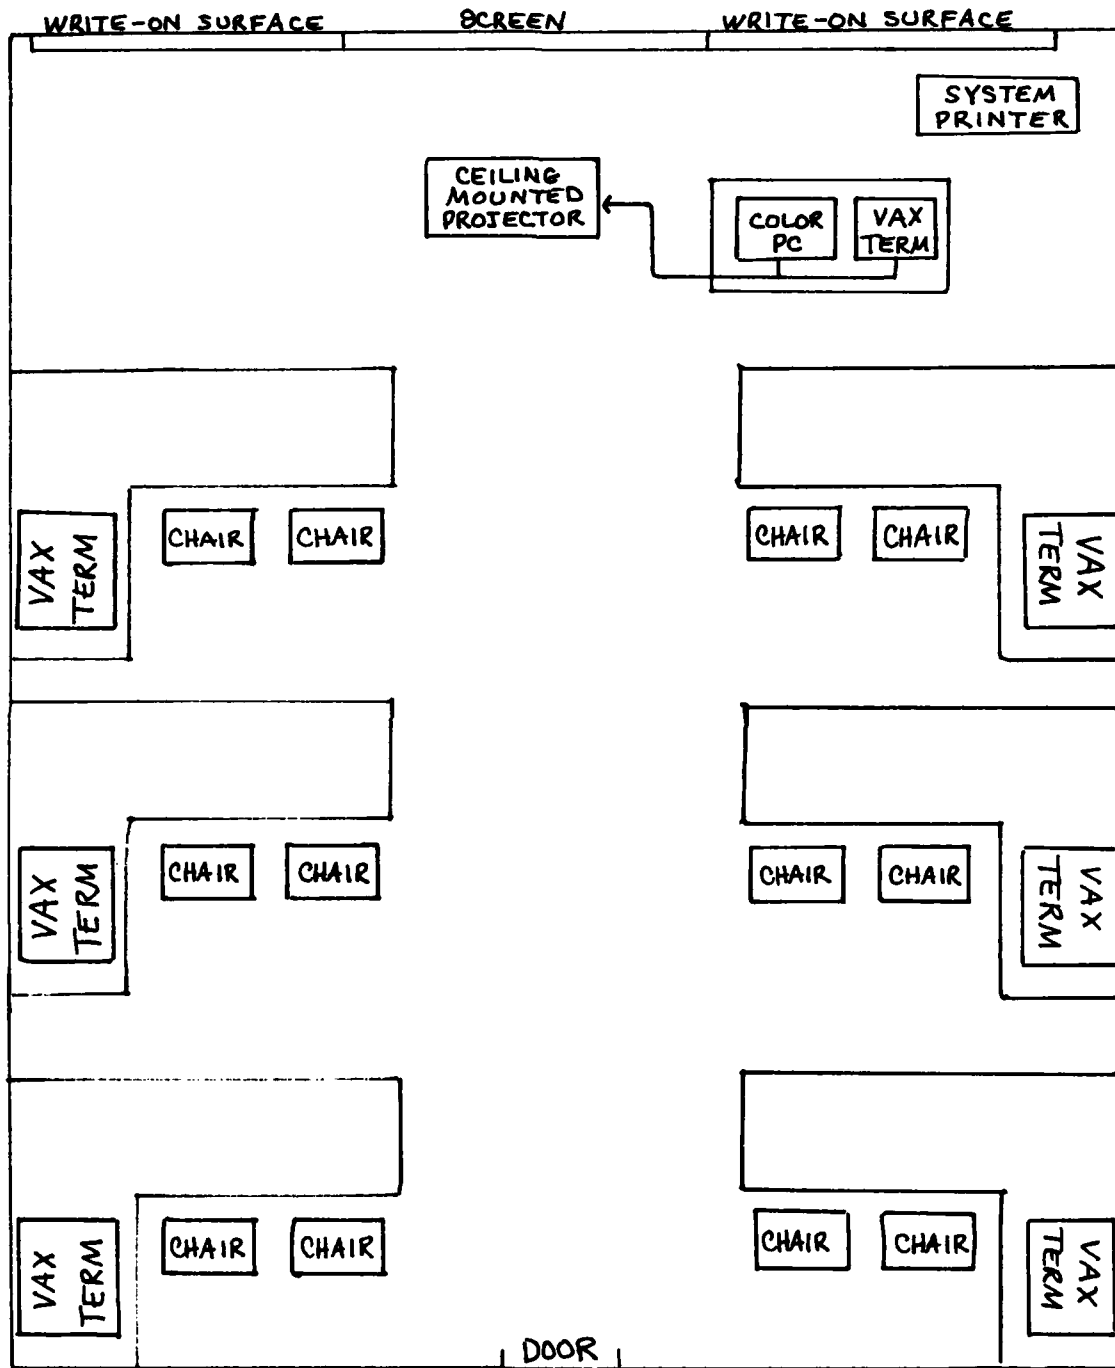 WRITE-ON SURFACE
SCREEN
WRITE-ON SURFACE
SYSTEM
PRINTER
CEILING
MOUNTED
PROJECTOR
COLOR
PC
VAX
TERM
VAX
TERM
CHAIR
CHAIR
CHAIR
CHAIR
VAX
TERM
VAX
TERM
CHAIR
CHAIR
CHAIR
CHAIR
VAX
TERM
VAX
TERM
CHAIR
CHAIR
CHAIR
CHAIR
VAX
TERM
DOOR